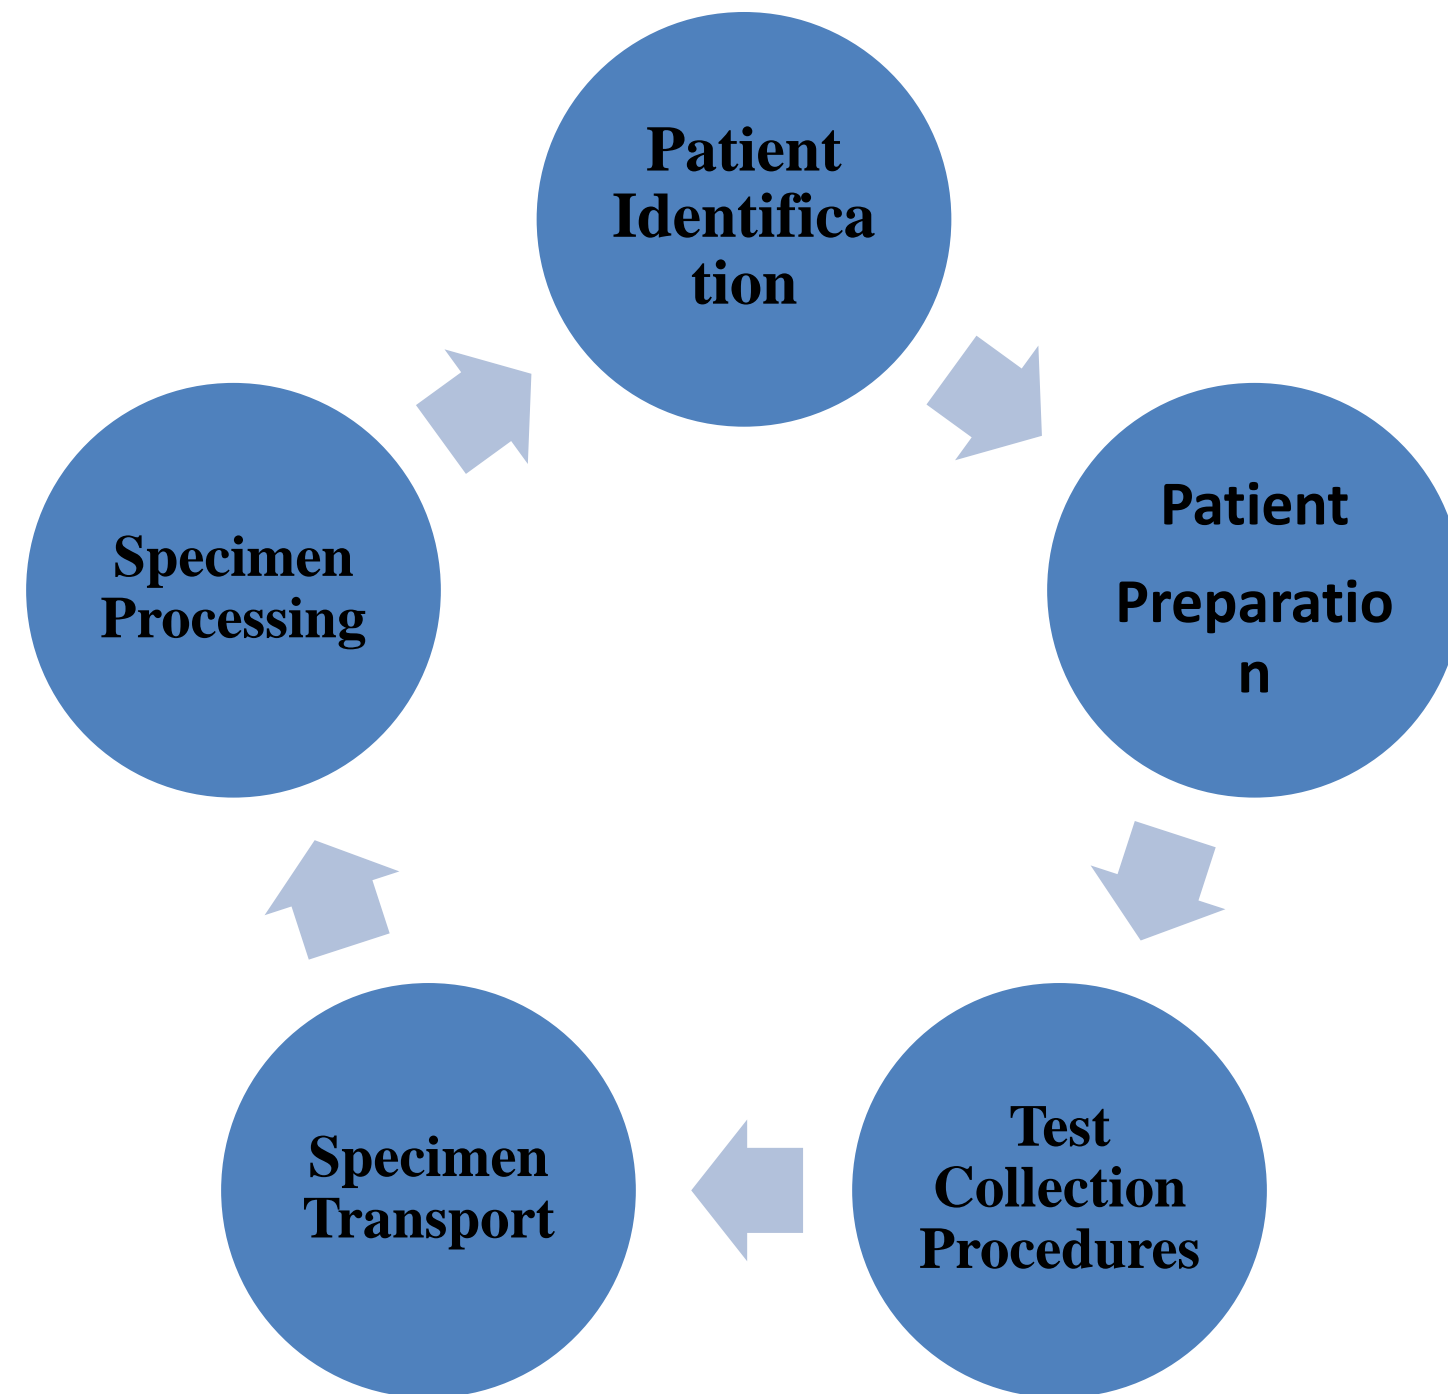 Patient
Identifica
tion
Patient
Preparatio
n
Test
Collection
Procedures
Specimen
Transport
Specimen
Processing